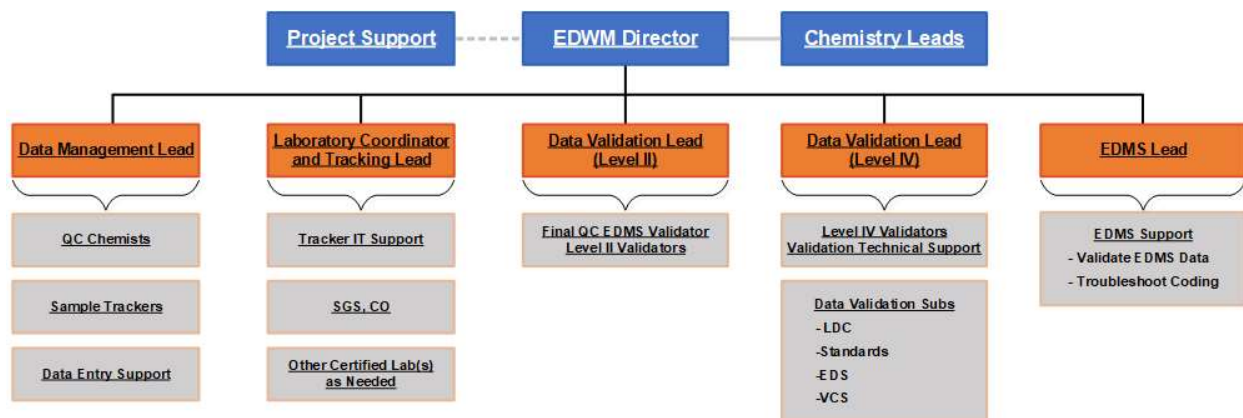 Project Support
EDWM Director
Chemistry Leads
Data Management Lead
Laboratory Coordinator
and Tracking Lead
Data Validation Lead
(Level II)
Data Validation Lead
(Level IV)
EDMS Lead
QC Chemists
Sample Trackers
Data Entry Support
Tracker IT Support
SGS, CO
Other Certified Lab(s)
as Needed
Final QC EDMS Validator
Level II Validators
Level IV Validators
Validation Technical Support
Data Validation Subs
- LDC
-Standards
- EDS
- VCS
EDMS Support
- Validate EDMS Data
- Troubleshoot Coding